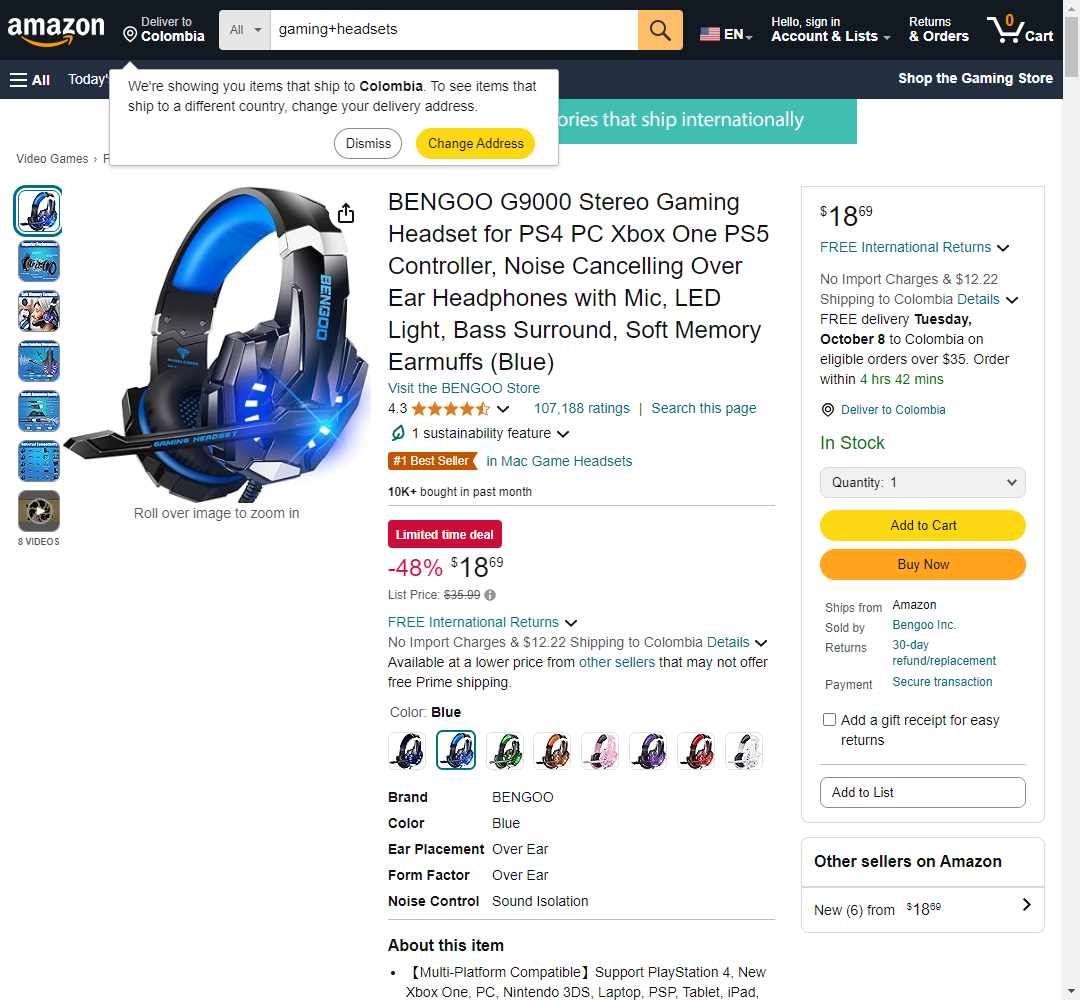 amazon
Deliver to
Colombia
All
gaming+headsets
EN
Hello, sign in
Account & Lists
Returns
& Orders
0
Cart
All
Today's
Shop the Gaming Store
We're showing you items that ship to Colombia. To see items that
ship to a different country, change your delivery address.
Dismiss
Change Address
ories that ship internationally
Video Games ›
BENGOO
GAMING HEADSET
Roll over image to zoom in
8 VIDEOS
BENGOO G9000 Stereo Gaming
Headset for PS4 PC Xbox One PS5
Controller, Noise Cancelling Over
Ear Headphones with Mic, LED
Light, Bass Surround, Soft Memory
Earmuffs (Blue)
Visit the BENGOO Store
4.3 107,188 ratings | Search this page
1 sustainability feature
#1 Best Seller in Mac Game Headsets
10K+ bought in past month
Limited time deal
-48% $1869
List Price: $35.99
FREE International Returns
No Import Charges & $12.22 Shipping to Colombia Details
Available at a lower price from other sellers that may not offer
free Prime shipping.
Color: Blue
Brand BENGOO
Color Blue
Ear Placement Over Ear
Form Factor Over Ear
Noise Control Sound Isolation
About this item
• 【Multi-Platform Compatible】Support PlayStation 4, New
Xbox One, PC, Nintendo 3DS, Laptop, PSP, Tablet, iPad,
$1869
FREE International Returns
No Import Charges & $12.22
Shipping to Colombia Details
FREE delivery Tuesday,
October 8 to Colombia on
eligible orders over $35. Order
within 4 hrs 42 mins
Deliver to Colombia
In Stock
Quantity: 1
Add to Cart
Buy Now
Ships from Amazon
Sold by Bengoo Inc.
Returns 30-day
refund/replacement
Payment Secure transaction
Add a gift receipt for easy
returns
Add to List
Other sellers on Amazon
New (6) from $1869